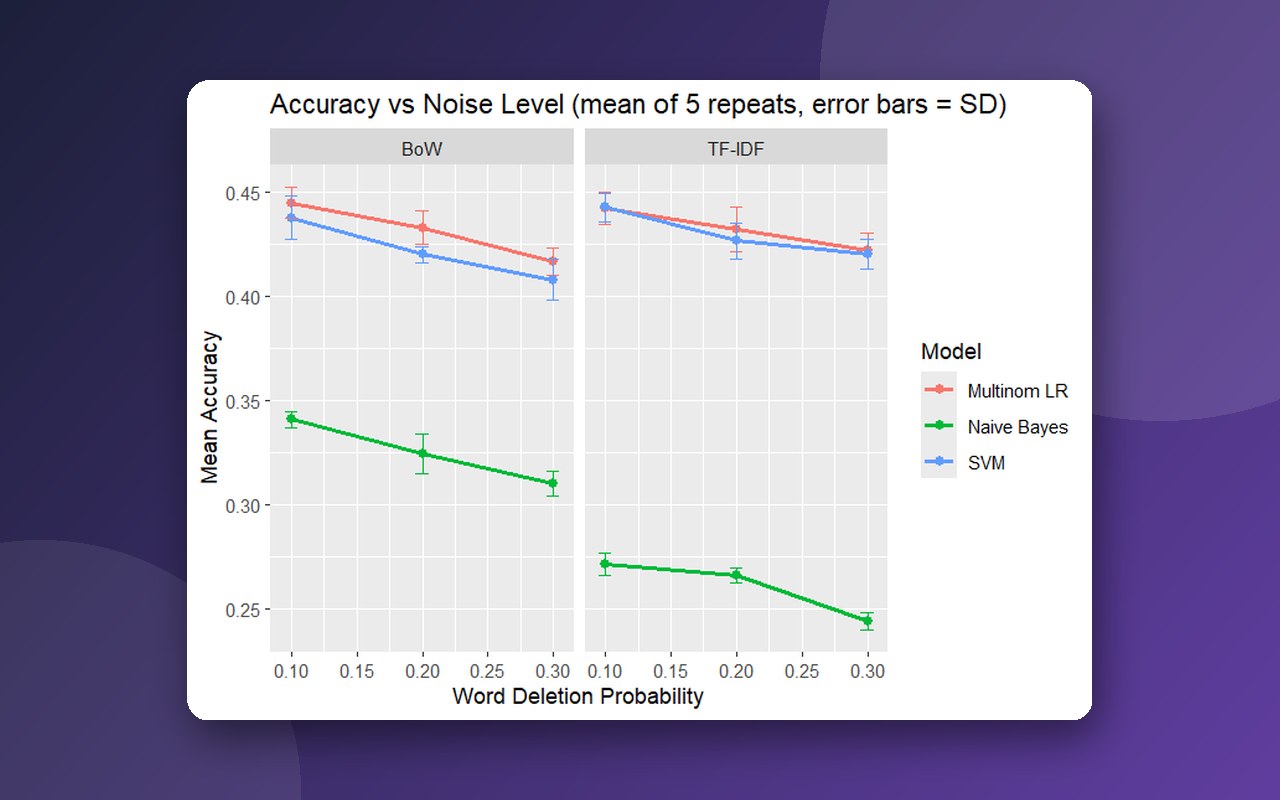 Accuracy vs Noise Level (mean of 5 repeats, error bars = SD)
BoW
TF-IDF
0.45
0.40
0.35
0.30
0.25
Mean Accuracy
0.10 0.15 0.20 0.25 0.30
0.10 0.15 0.20 0.25 0.30
Word Deletion Probability
Model
Multinom LR
Naive Bayes
SVM